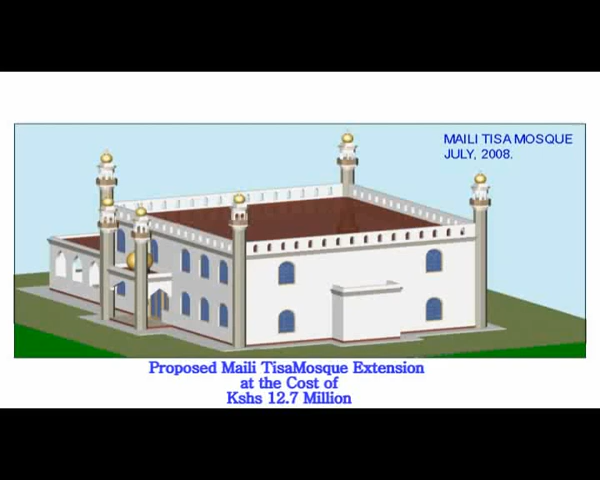 MAILI TISA MOSQUE
JULY, 2008.
Proposed Maili TisaMosque Extension
at the Cost of
Kshs 12.7 Million